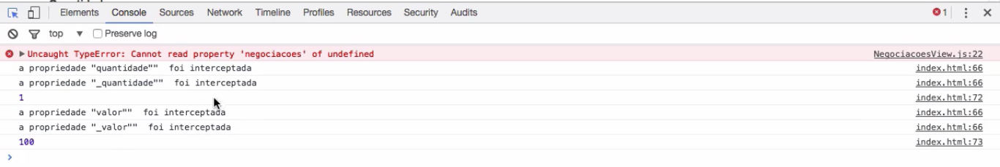 Elements Console Sources Network Timeline Profiles Resources Security Audits 1
top ▼ Preserve log
Uncaught TypeError: Cannot read property 'negociacoes' of undefined NegociacoesView.js:22
a propriedade "quantidade"" foi interceptada index.html:66
a propriedade "_quantidade"" foi interceptada index.html:66
1 index.html:72
a propriedade "valor"" foi interceptada index.html:66
a propriedade "_valor"" foi interceptada index.html:66
100 index.html:73